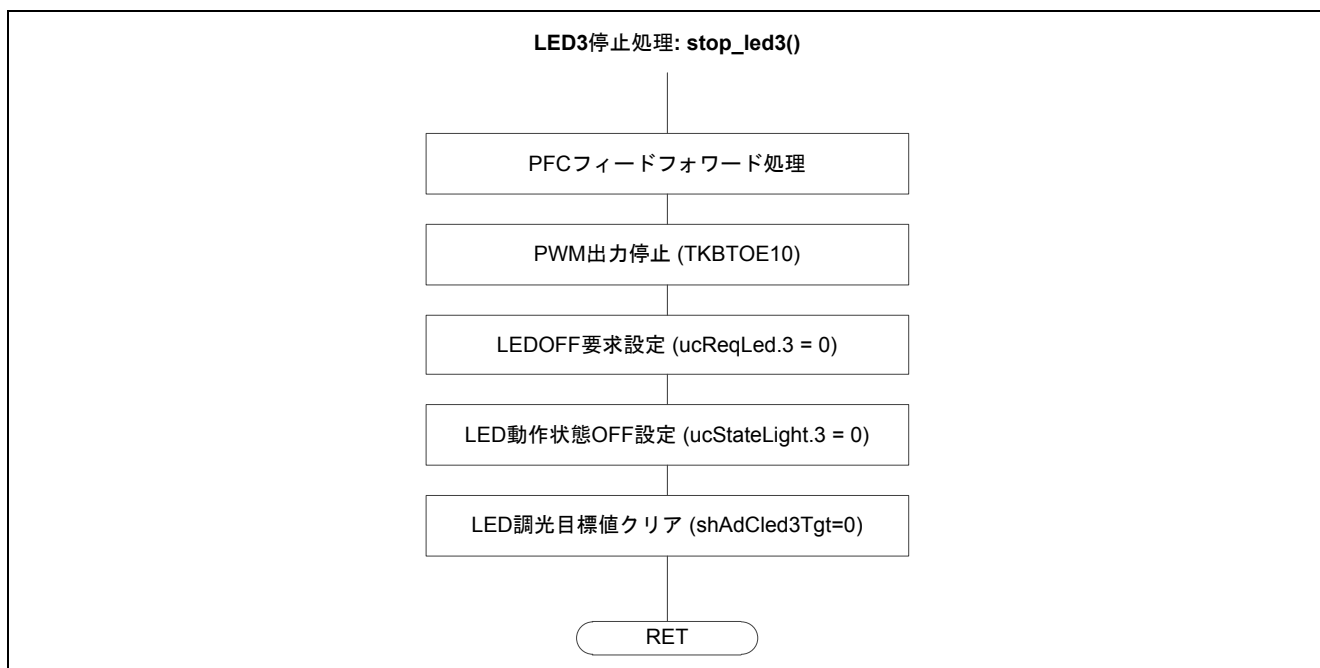 LED3停止処理: stop_led3()
PFCフィードフォワード処理
PWM出力停止 (TKBTOE10)
LEDOFF要求設定 (ucReqLed.3 = 0)
LED動作状態OFF設定 (ucStateLight.3 = 0)
LED調光目標値クリア (shAdCled3Tgt=0)
RET